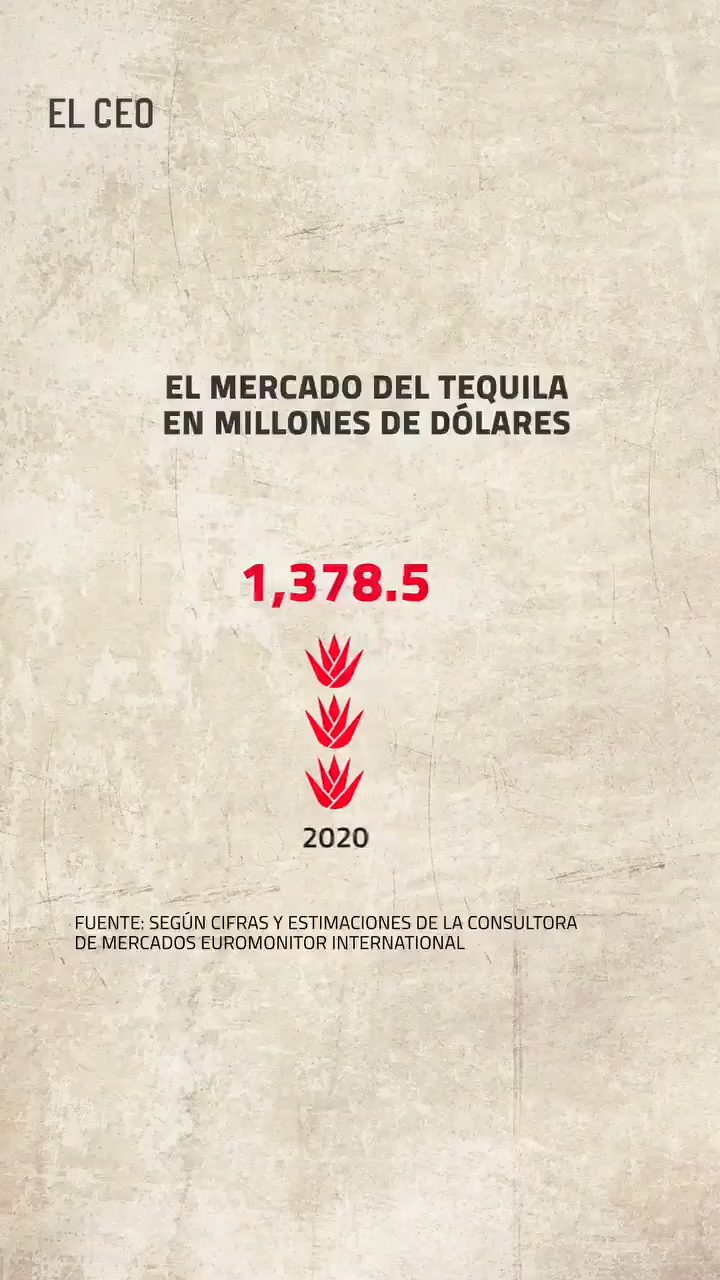 EL CEO
EL MERCADO DEL TEQUILA
EN MILLONES DE DÓLARES
1,378.5
2020
FUENTE: SEGÚN CIFRAS Y ESTIMACIONES DE LA CONSULTORA
DE MERCADOS EUROMONITOR INTERNATIONAL